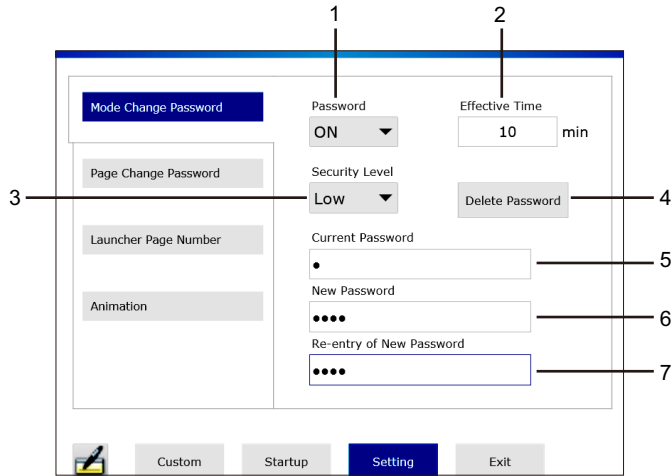 1
2
Mode Change Password
Password
Effective Time
ON
10
min
Page Change Password
Security Level
3
Low
Delete Password
4
Launcher Page Number
Current Password
●
5
New Password
Animation
●●●●
6
Re-entry of New Password
●●●●
7
Custom
Startup
Setting
Exit